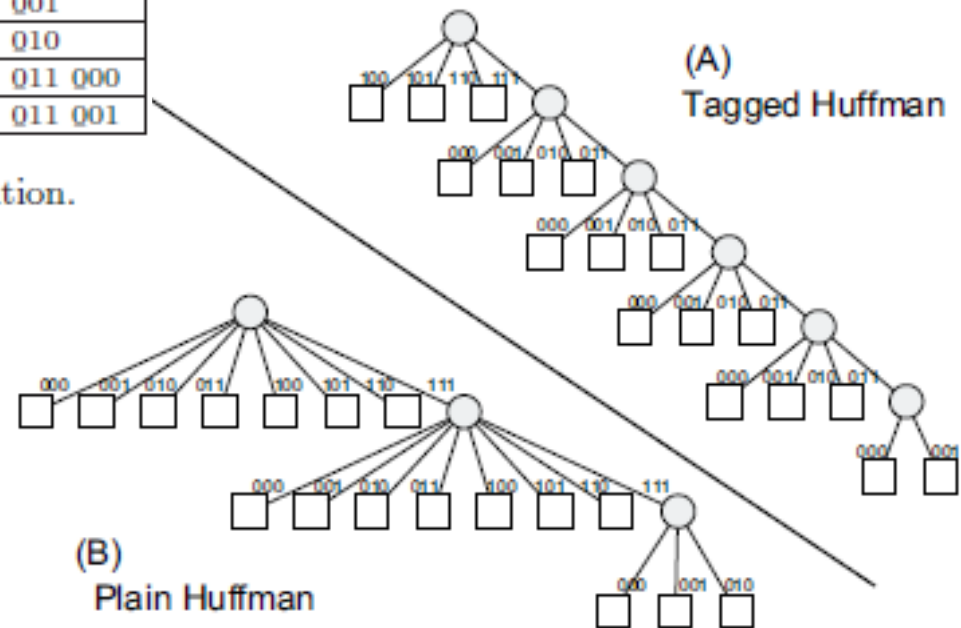 001
010
011 000
011 001
tion.
(A)
Tagged Huffman
100 101 110 111
000 001 010 011
000 001 010 011
000 001 010 011
000 001 010 011
000 001
000 001 010 011 100 101 110 111
000 001 010 011 100 101 110 111
000 001 010
(B)
Plain Huffman